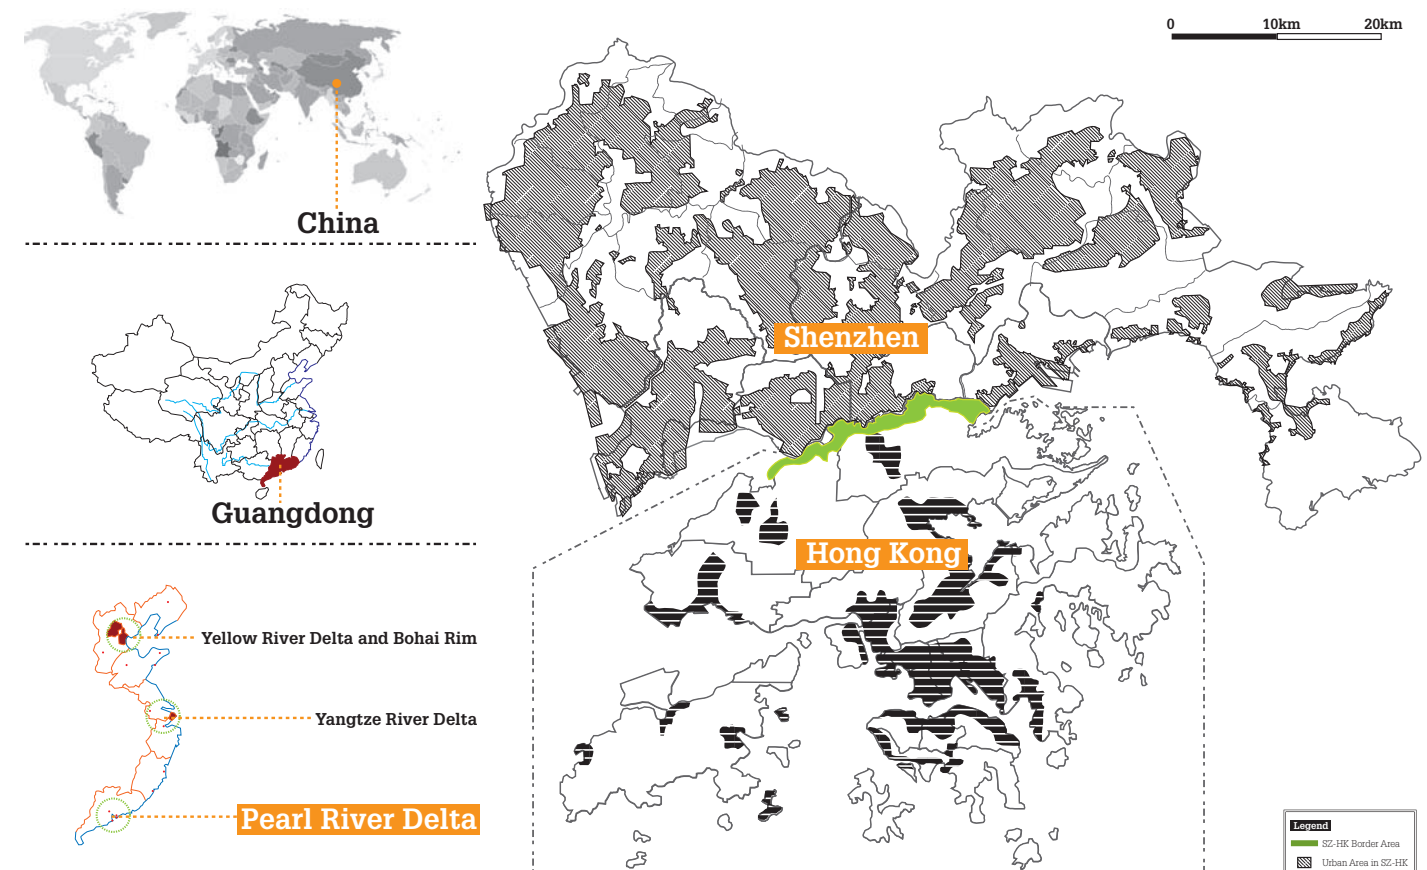 0 10km 20km
China
Guangdong
Yellow River Delta and Bohai Rim
Yangtze River Delta
Pearl River Delta
Shenzhen
Hong Kong
Legend
SZ-HK Border Area
Urban Area in SZ-HK